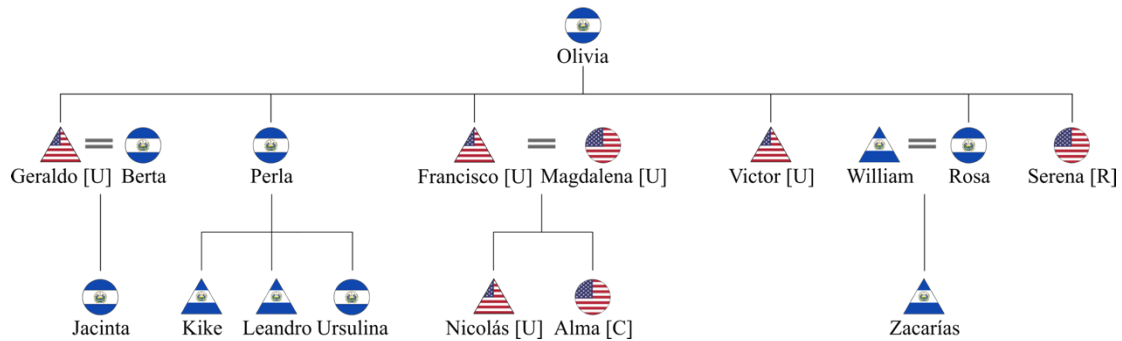 Olivia
Geraldo [U] Berta Perla Francisco [U] Magdalena [U] Victor [U] William Rosa Serena [R]
Jacinta Kike Leandro Ursulina Nicolás [U] Alma [C] Zacarías